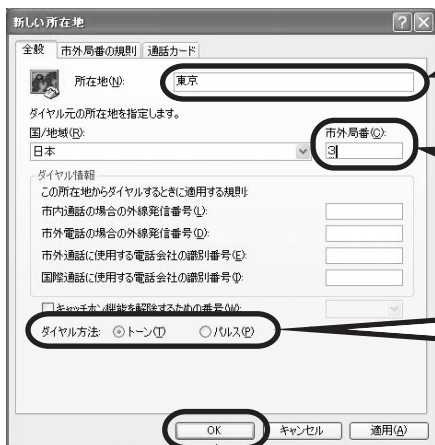 新しい所在地
全般 市外局番の規則 通話カード
所在地(N): 東京
ダイヤル元の所在地を指定します。
国/地域(R): 市外局番(C):
日本 3
ダイヤル情報
この所在地からダイヤルするときに適用する規則:
市内通話の場合の外線発信番号(L):
市外電話の場合の外線発信番号(D):
市外通話に使用する電話会社の識別番号(E):
国際通話に使用する電話会社の識別番号(I):
キャッチホン機能を解除するための番号(W):
ダイヤル方法: トーン(T) パルス(P)
OK キャンセル 適用(A)